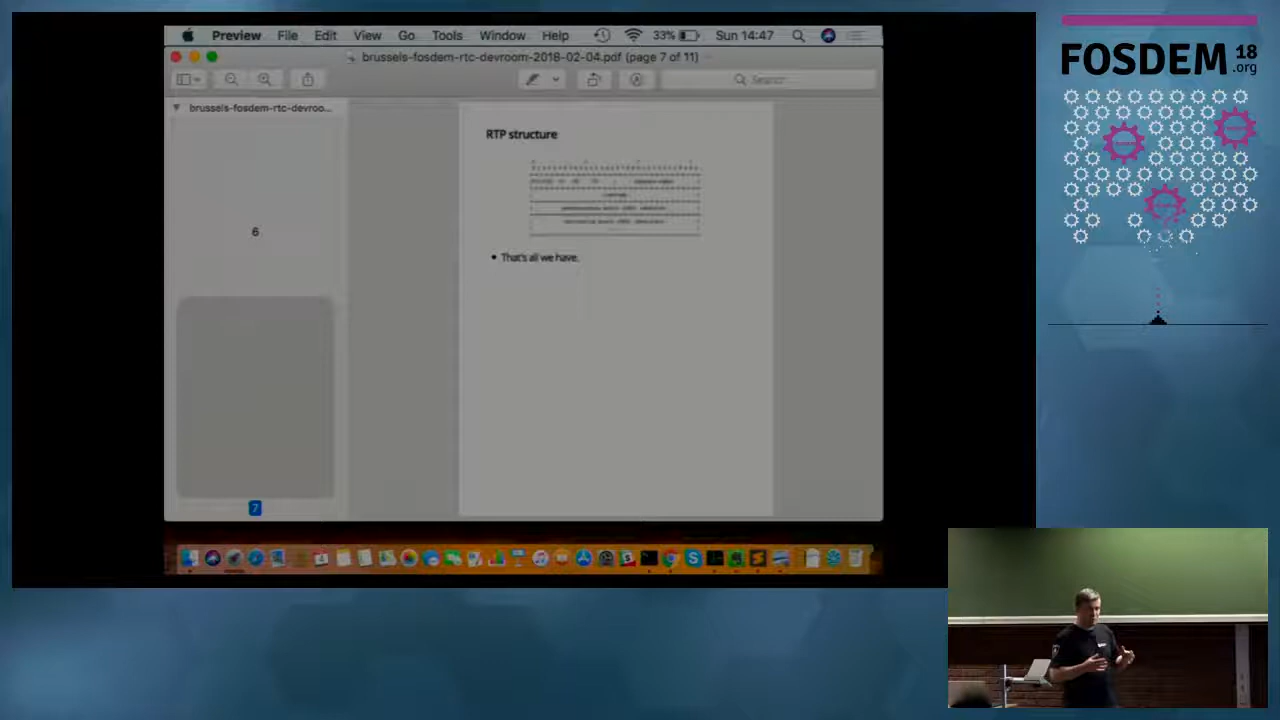 Preview File Edit View Go Tools Window Help 33% Sun 14:47
brussels-fosdem-rtc-devroom-2018-02-04.pdf (page 7 of 11)
Search
brussels-fosdem-rtc-devroo...
6
7
RTP structure
• That's all we have.
FOSDEM 18
.org